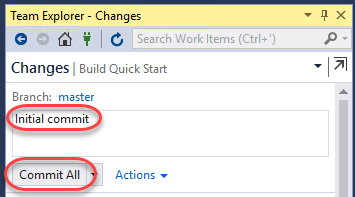 Team Explorer - Changes
Search Work Items (Ctrl+')
Changes | Build Quick Start
Branch: master
Initial commit
Commit All Actions